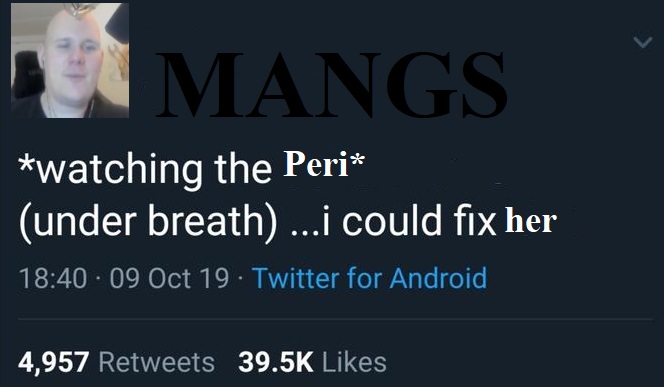 MANGS
*watching the Peri*
(under breath) ...i could fix her
18:40 · 09 Oct 19 · Twitter for Android
4,957 Retweets 39.5K Likes